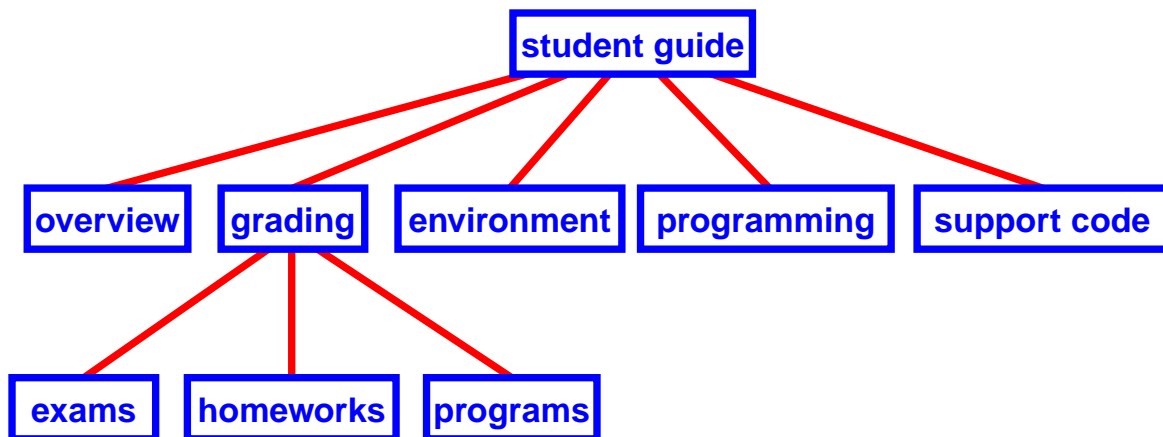 student guide
overview
grading
environment
programming
support code
exams
homeworks
programs